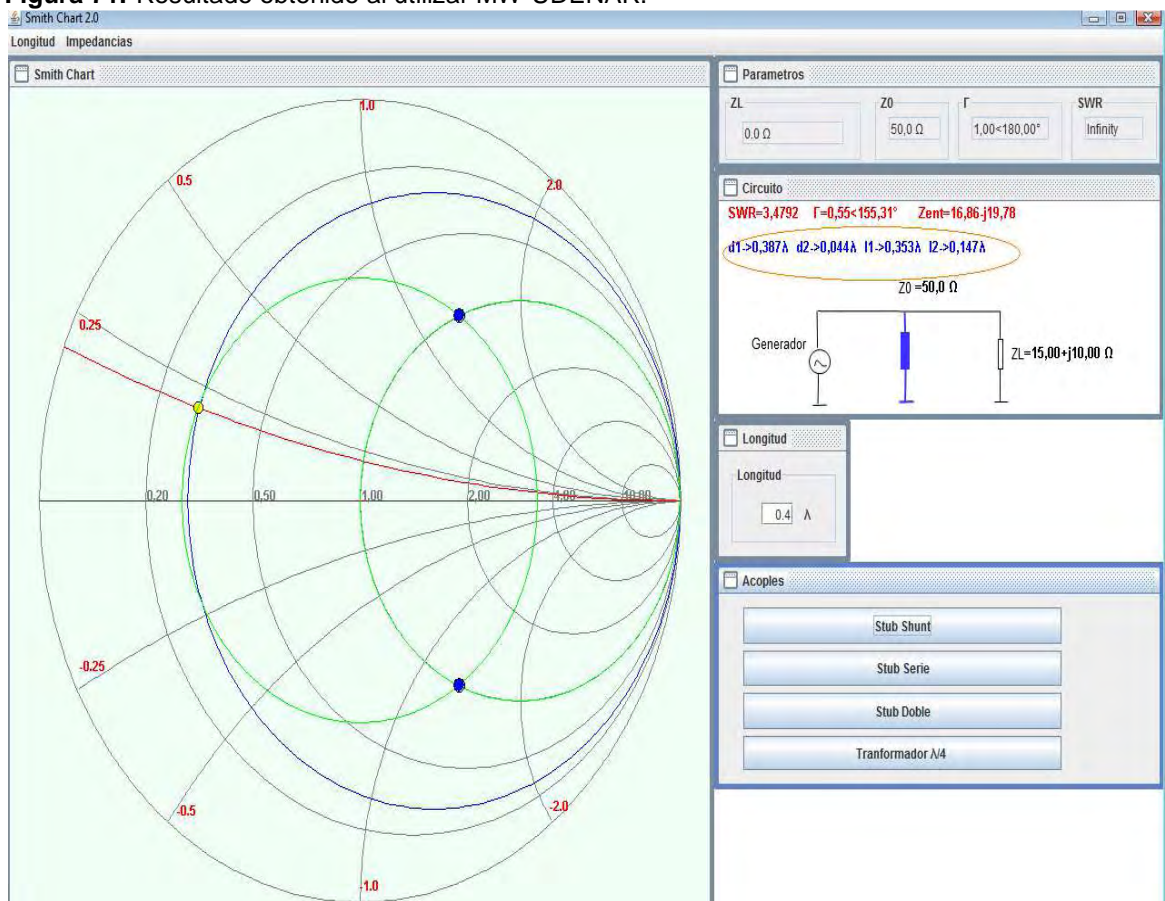 Figura 71. Resultado obtenido al utilizar MW-UDENAR.
Smith Chart 2.0
Longitud Impedancias
Smith Chart
1.0
0.5
2.0
0.25
0,20 0,50 1,00 2,00 4,00 10,00
-0.25
-0.5
-2.0
-1.0
Parametros
ZL Z0 Γ SWR
0.0 Ω 50,0 Ω 1,00<180,00° Infinity
Circuito
SWR=3,4792 Γ=0,55<155,31° Zent=16,86-j19,78
d1->0,387λ d2->0,044λ l1->0,353λ l2->0,147λ
Z0 =50,0 Ω
Generador
ZL=15,00+j10,00 Ω
Longitud
Longitud
0.4 λ
Acoples
Stub Shunt
Stub Serie
Stub Doble
Tranformador λ/4